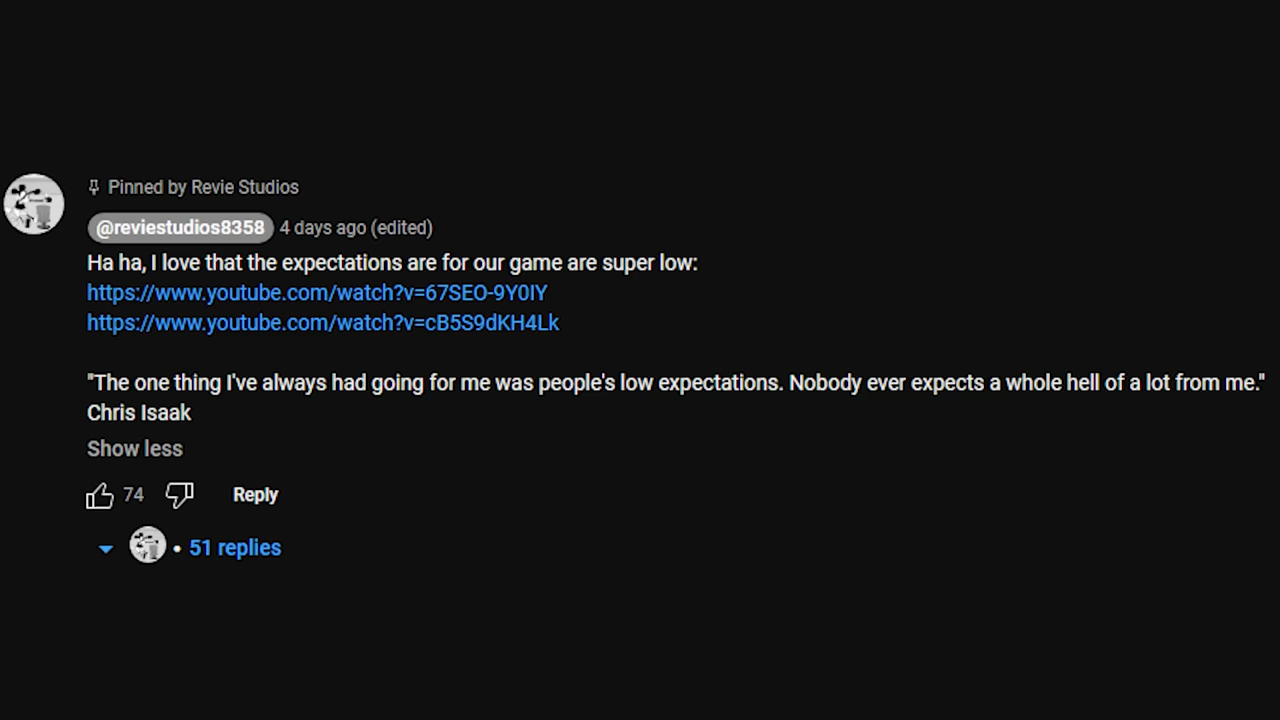 Pinned by Revie Studios
@reviestudios8358 4 days ago (edited)
Ha ha, I love that the expectations are for our game are super low:
https://www.youtube.com/watch?v=67SEO-9Y0IY
https://www.youtube.com/watch?v=cB5S9dKH4Lk
"The one thing I've always had going for me was people's low expectations. Nobody ever expects a whole hell of a lot from me."
Chris Isaak
Show less
74 Reply
• 51 replies